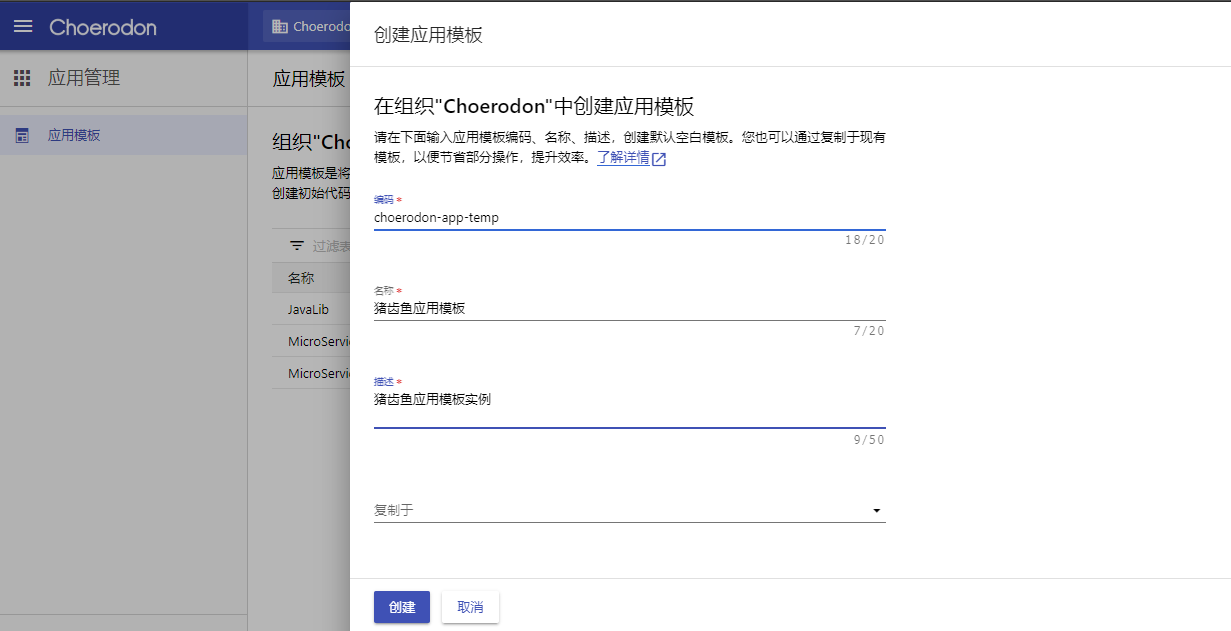 Choerodon
应用管理
应用模板
Choerodo
应用模板
组织"Cho
应用模板是将
创建初始代码
过滤表
名称
JavaLib
MicroServi
MicroServi
创建应用模板
在组织"Choerodon"中创建应用模板
请在下面输入应用模板编码、名称、描述，创建默认空白模板。您也可以通过复制于现有
模板，以便节省部分操作，提升效率。了解详情
编码 *
choerodon-app-temp
18/20
名称 *
猪齿鱼应用模板
7/20
描述 *
猪齿鱼应用模板实例
9/50
复制于
创建 取消